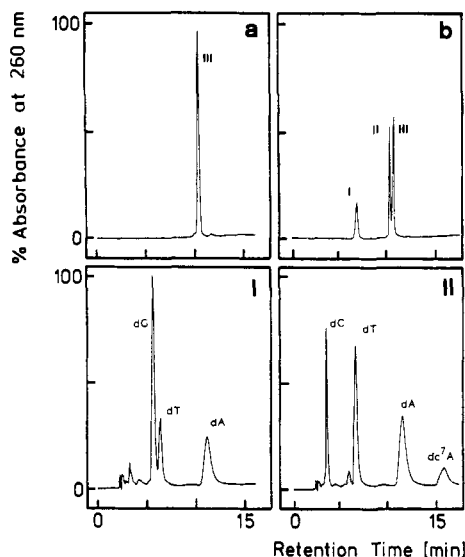 % Absorbance at 260 nm
a
b
100
III
II
III
I
0
I
II
100
dG
dT
dA
dC
dT
dA
dc⁷A
0
0
15
0
15
Retention Time [min]